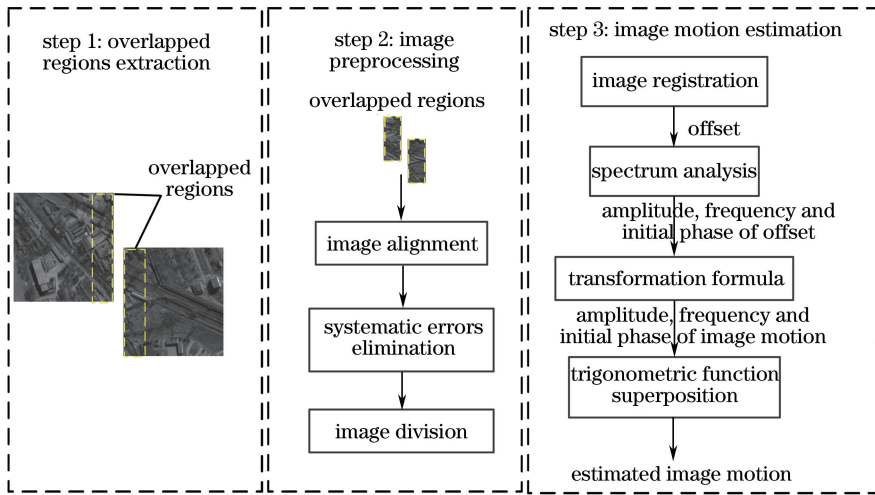 step 1: overlapped
regions extraction
overlapped
regions
step 2: image
preprocessing
overlapped regions
image alignment
systematic errors
elimination
image division
step 3: image motion estimation
image registration
offset
spectrum analysis
amplitude, frequency and
initial phase of offset
transformation formula
amplitude, frequency and
initial phase of image motion
trigonometric function
superposition
estimated image motion